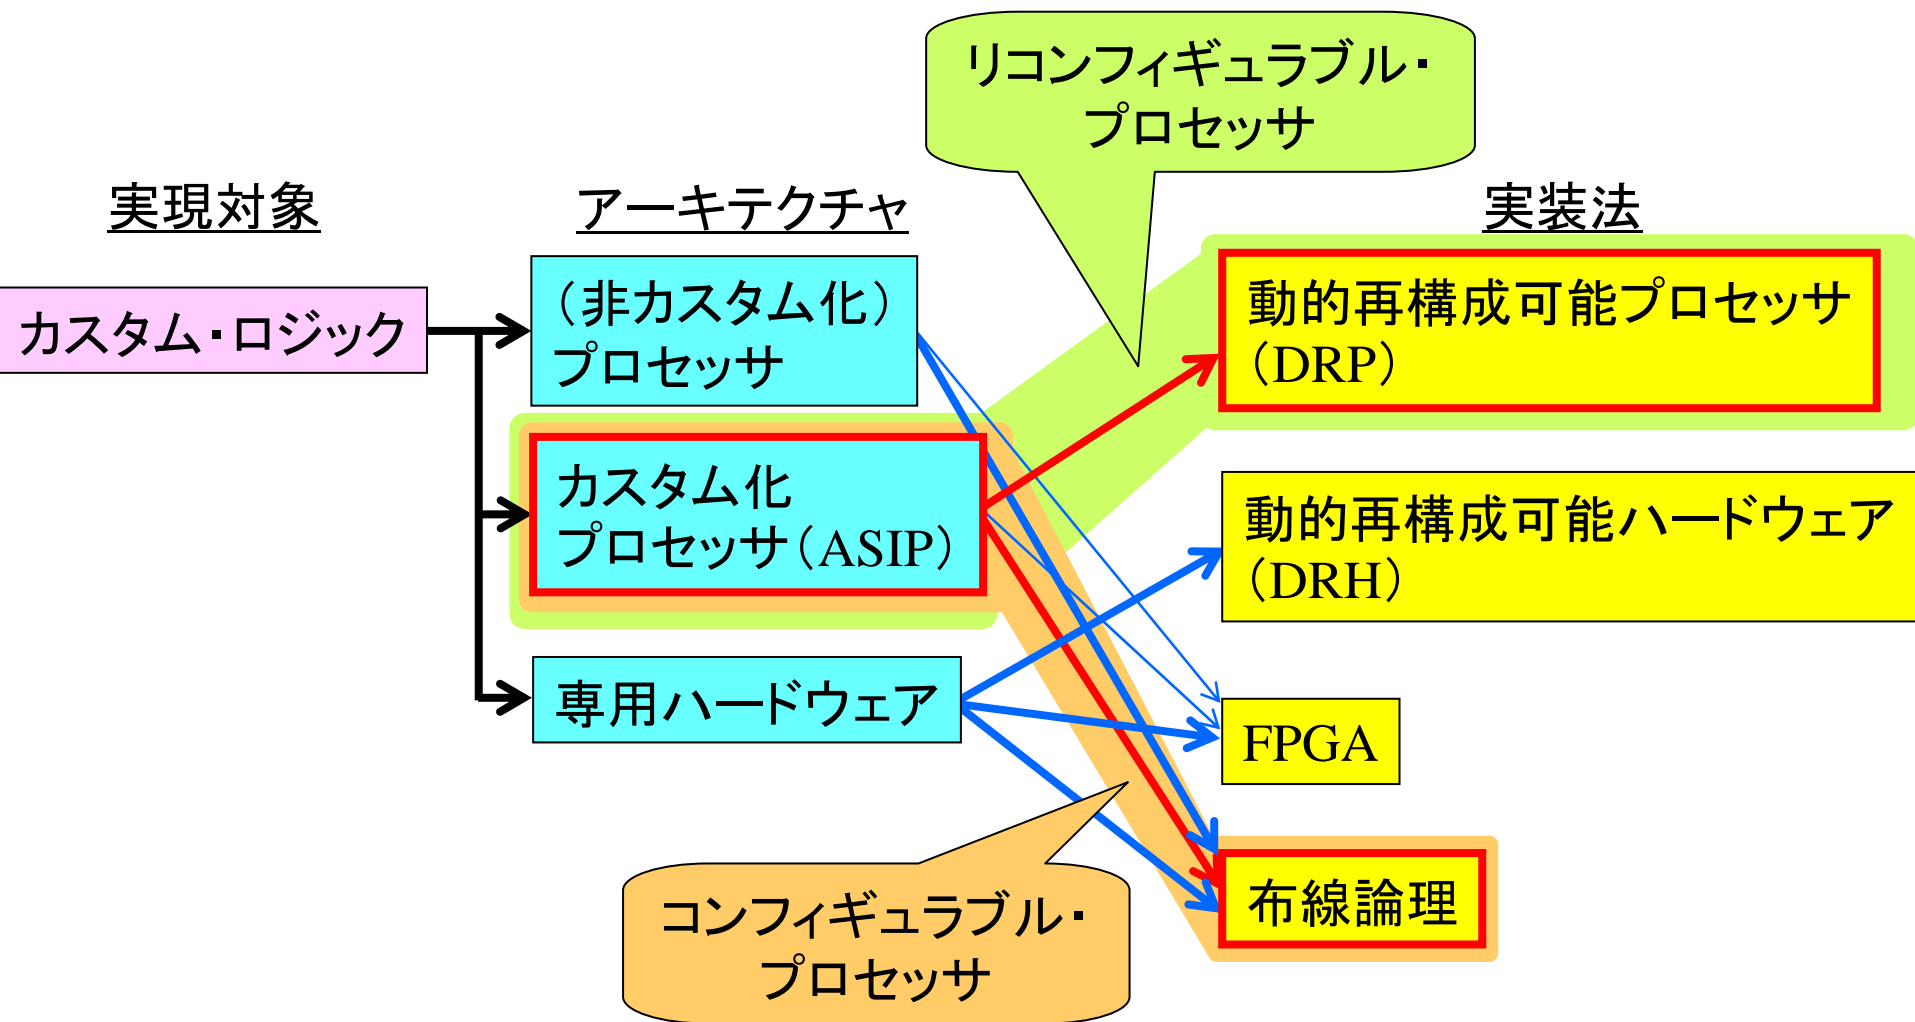 リコンフィギュラブル・
プロセッサ
実現対象
アーキテクチャ
実装法
カスタム・ロジック
（非カスタム化）
プロセッサ
カスタム化
プロセッサ（ASIP）
専用ハードウェア
動的再構成可能プロセッサ
（DRP）
動的再構成可能ハードウェア
（DRH）
FPGA
布線論理
コンフィギュラブル・
プロセッサ